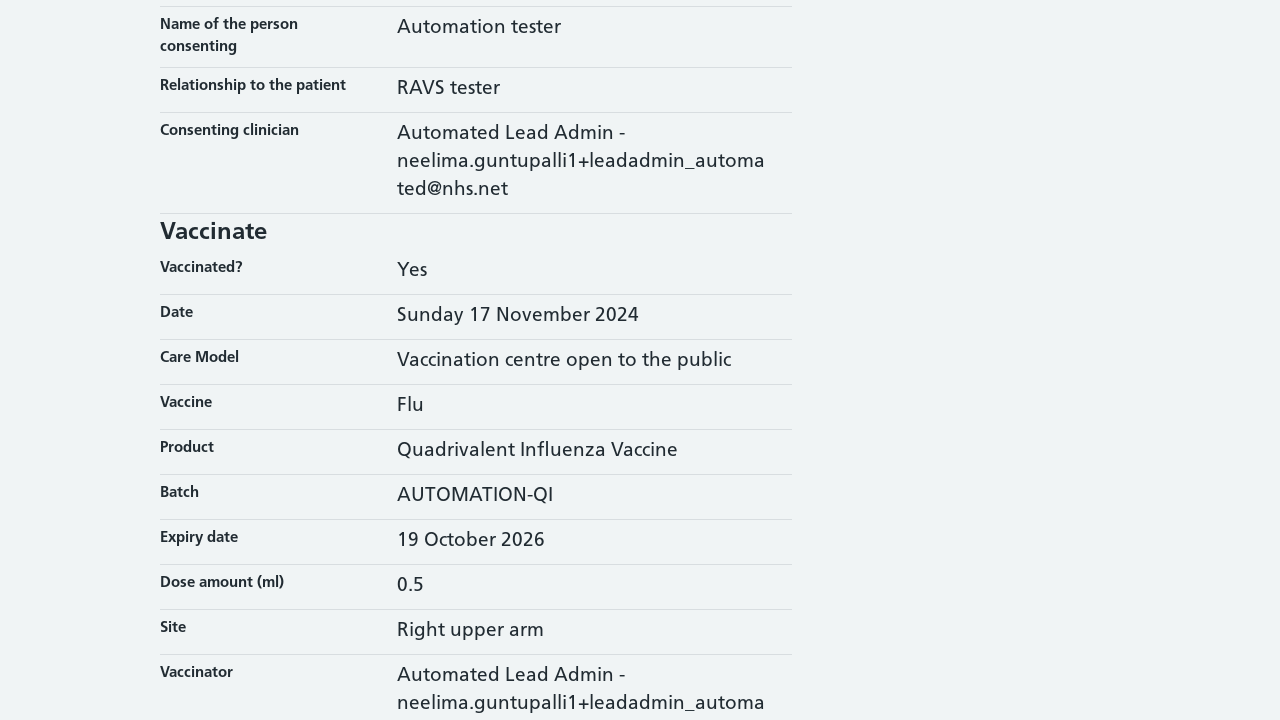 Name of the person
consenting
Automation tester
Relationship to the patient
RAVS tester
Consenting clinician
Automated Lead Admin -
neelima.guntupalli1+leadadmin_automa
ted@nhs.net
Vaccinate
Vaccinated?
Yes
Date
Sunday 17 November 2024
Care Model
Vaccination centre open to the public
Vaccine
Flu
Product
Quadrivalent Influenza Vaccine
Batch
AUTOMATION-QI
Expiry date
19 October 2026
Dose amount (ml)
0.5
Site
Right upper arm
Vaccinator
Automated Lead Admin -
neelima.guntupalli1+leadadmin_automa